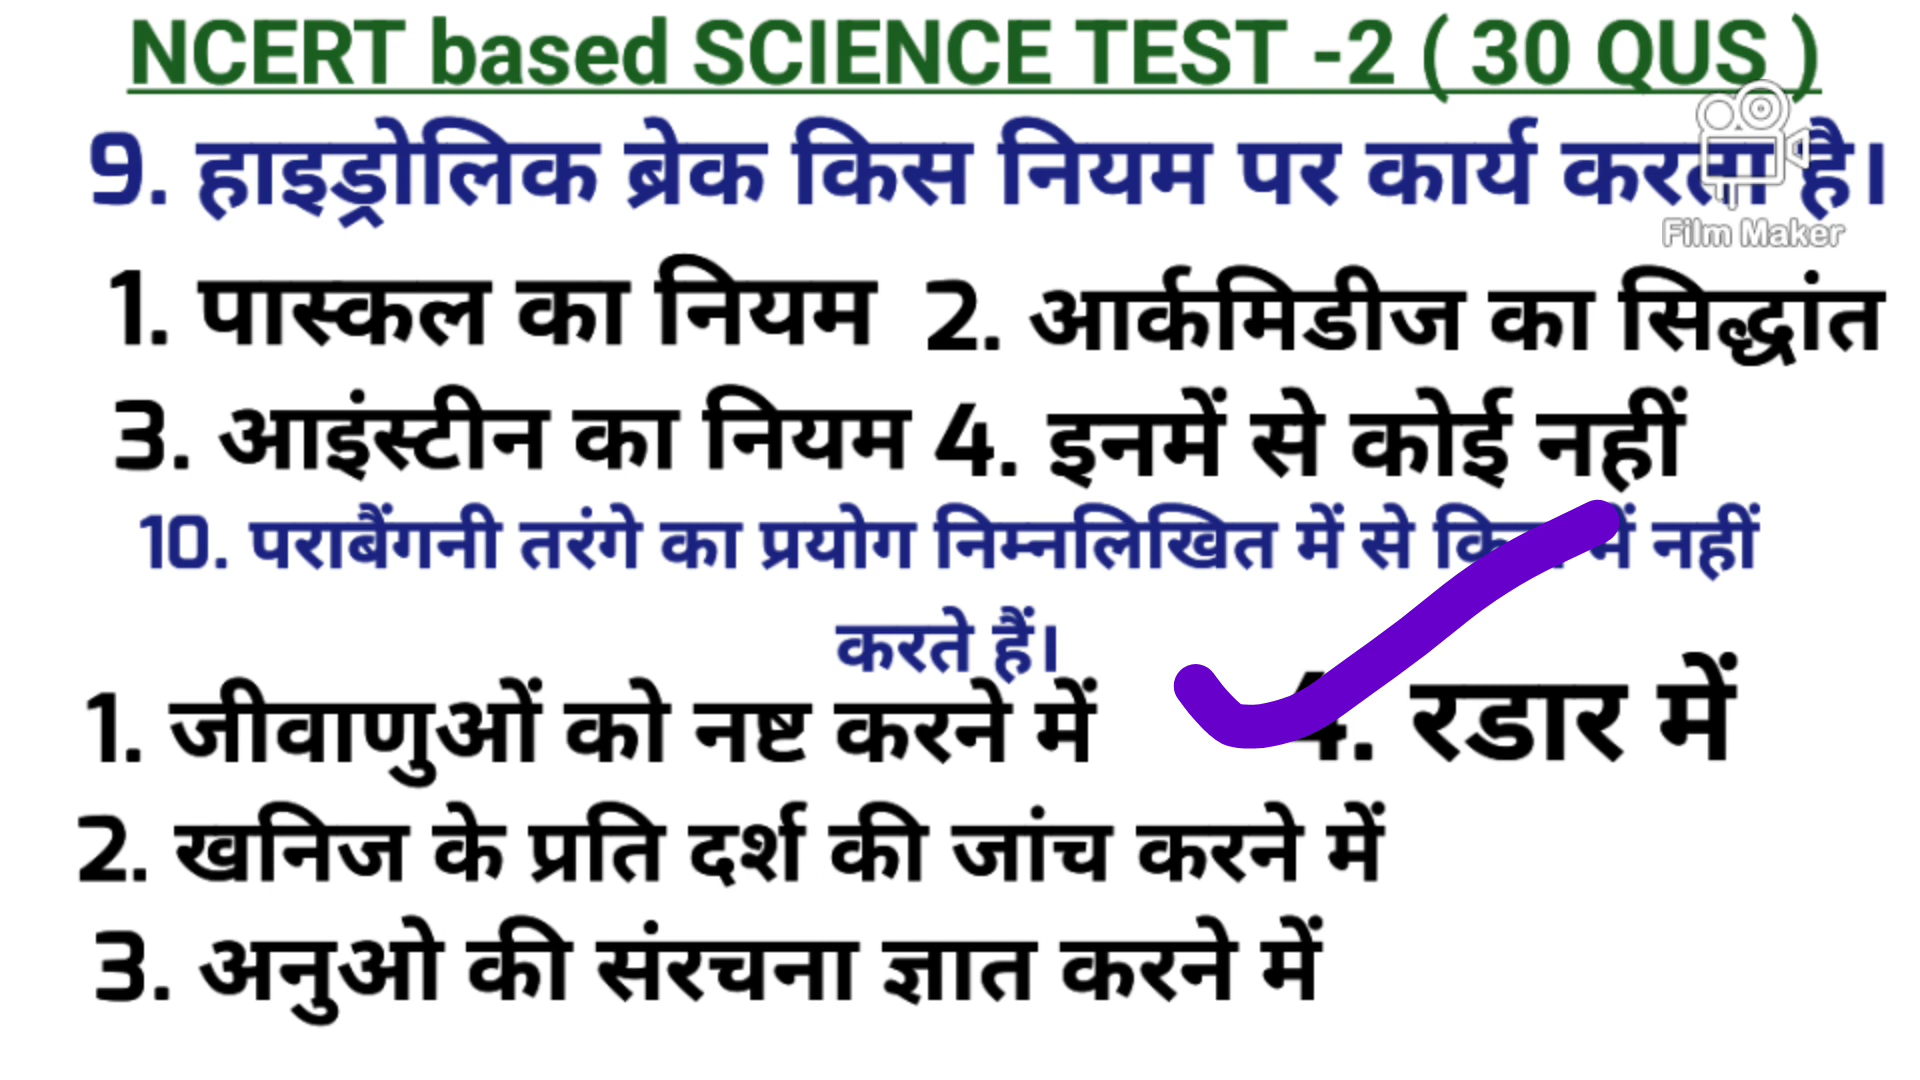 NCERT based SCIENCE TEST -2 ( 30 QUS )
9. हाइड्रोलिक ब्रेक किस नियम पर कार्य करता है।
Film Maker
1. पास्कल का नियम 2. आर्कमिडीज का सिद्धांत
3. आइंस्टीन का नियम 4. इनमें से कोई नहीं
10. पराबैंगनी तरंगे का प्रयोग निम्नलिखित में से में नहीं
करते हैं।
1. जीवाणुओं को नष्ट करने में 4. रडार में
2. खनिज के प्रति दर्श की जांच करने में
3. अनुओ की संरचना ज्ञात करने में